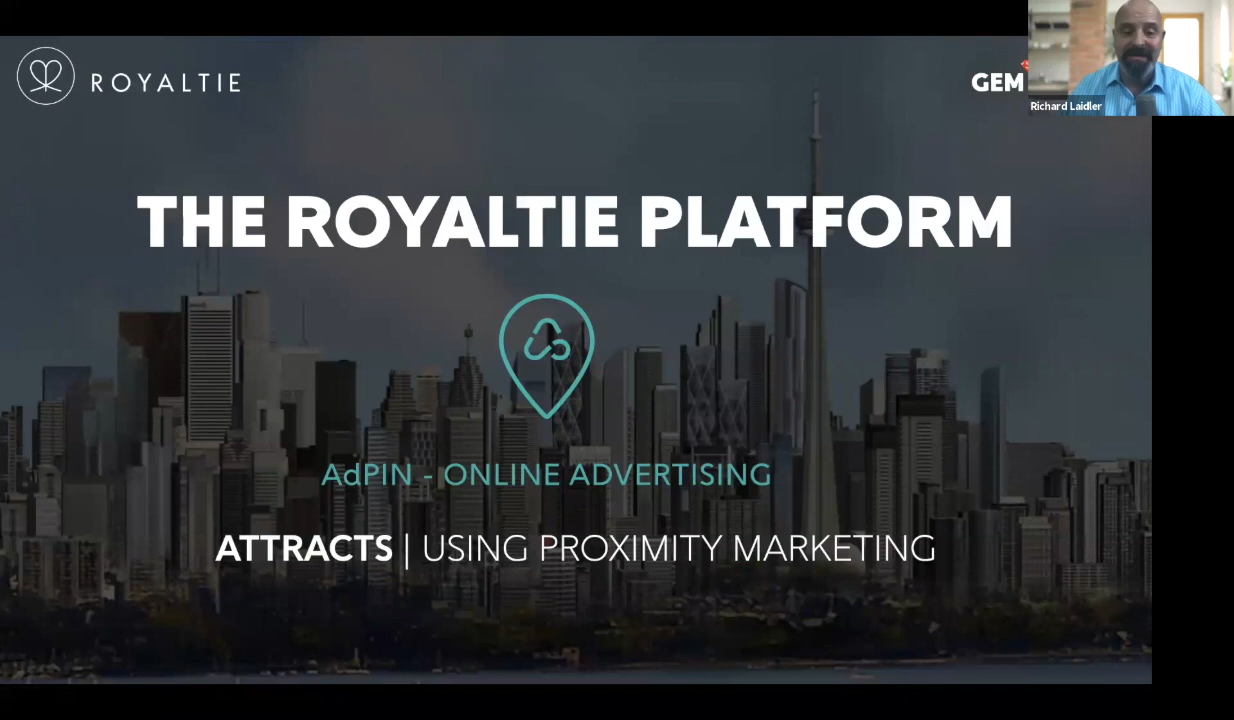 ROYALTIE
GEM
Richard Laidler
THE ROYALTIE PLATFORM
AdPIN - ONLINE ADVERTISING
ATTRACTS | USING PROXIMITY MARKETING